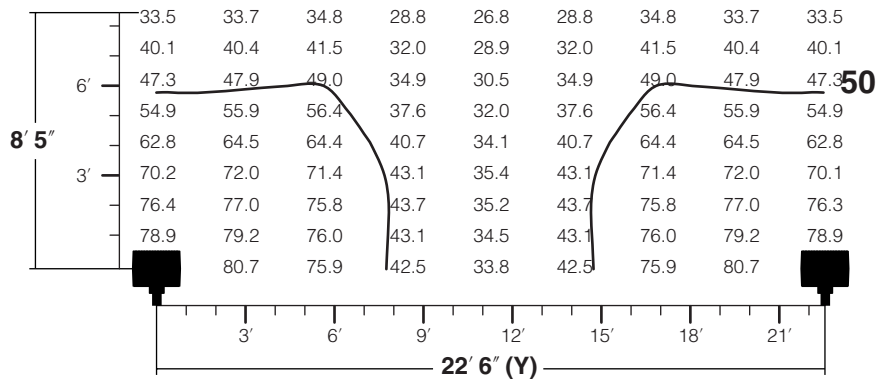 33.5 33.7 34.8 28.8 26.8 28.8 34.8 33.7 33.5
40.1 40.4 41.5 32.0 28.9 32.0 41.5 40.4 40.1
6′ 47.3 47.9 49.0 34.9 30.5 34.9 49.0 47.9 47.3 50
54.9 55.9 56.4 37.6 32.0 37.6 56.4 55.9 54.9
8′ 5″ 62.8 64.5 64.4 40.7 34.1 40.7 64.4 64.5 62.8
3′ 70.2 72.0 71.4 43.1 35.4 43.1 71.4 72.0 70.1
76.4 77.0 75.8 43.7 35.2 43.7 75.8 77.0 76.3
78.9 79.2 76.0 43.1 34.5 43.1 76.0 79.2 78.9
80.7 75.9 42.5 33.8 42.5 75.9 80.7
3′ 6′ 9′ 12′ 15′ 18′ 21′
22′ 6″ (Y)